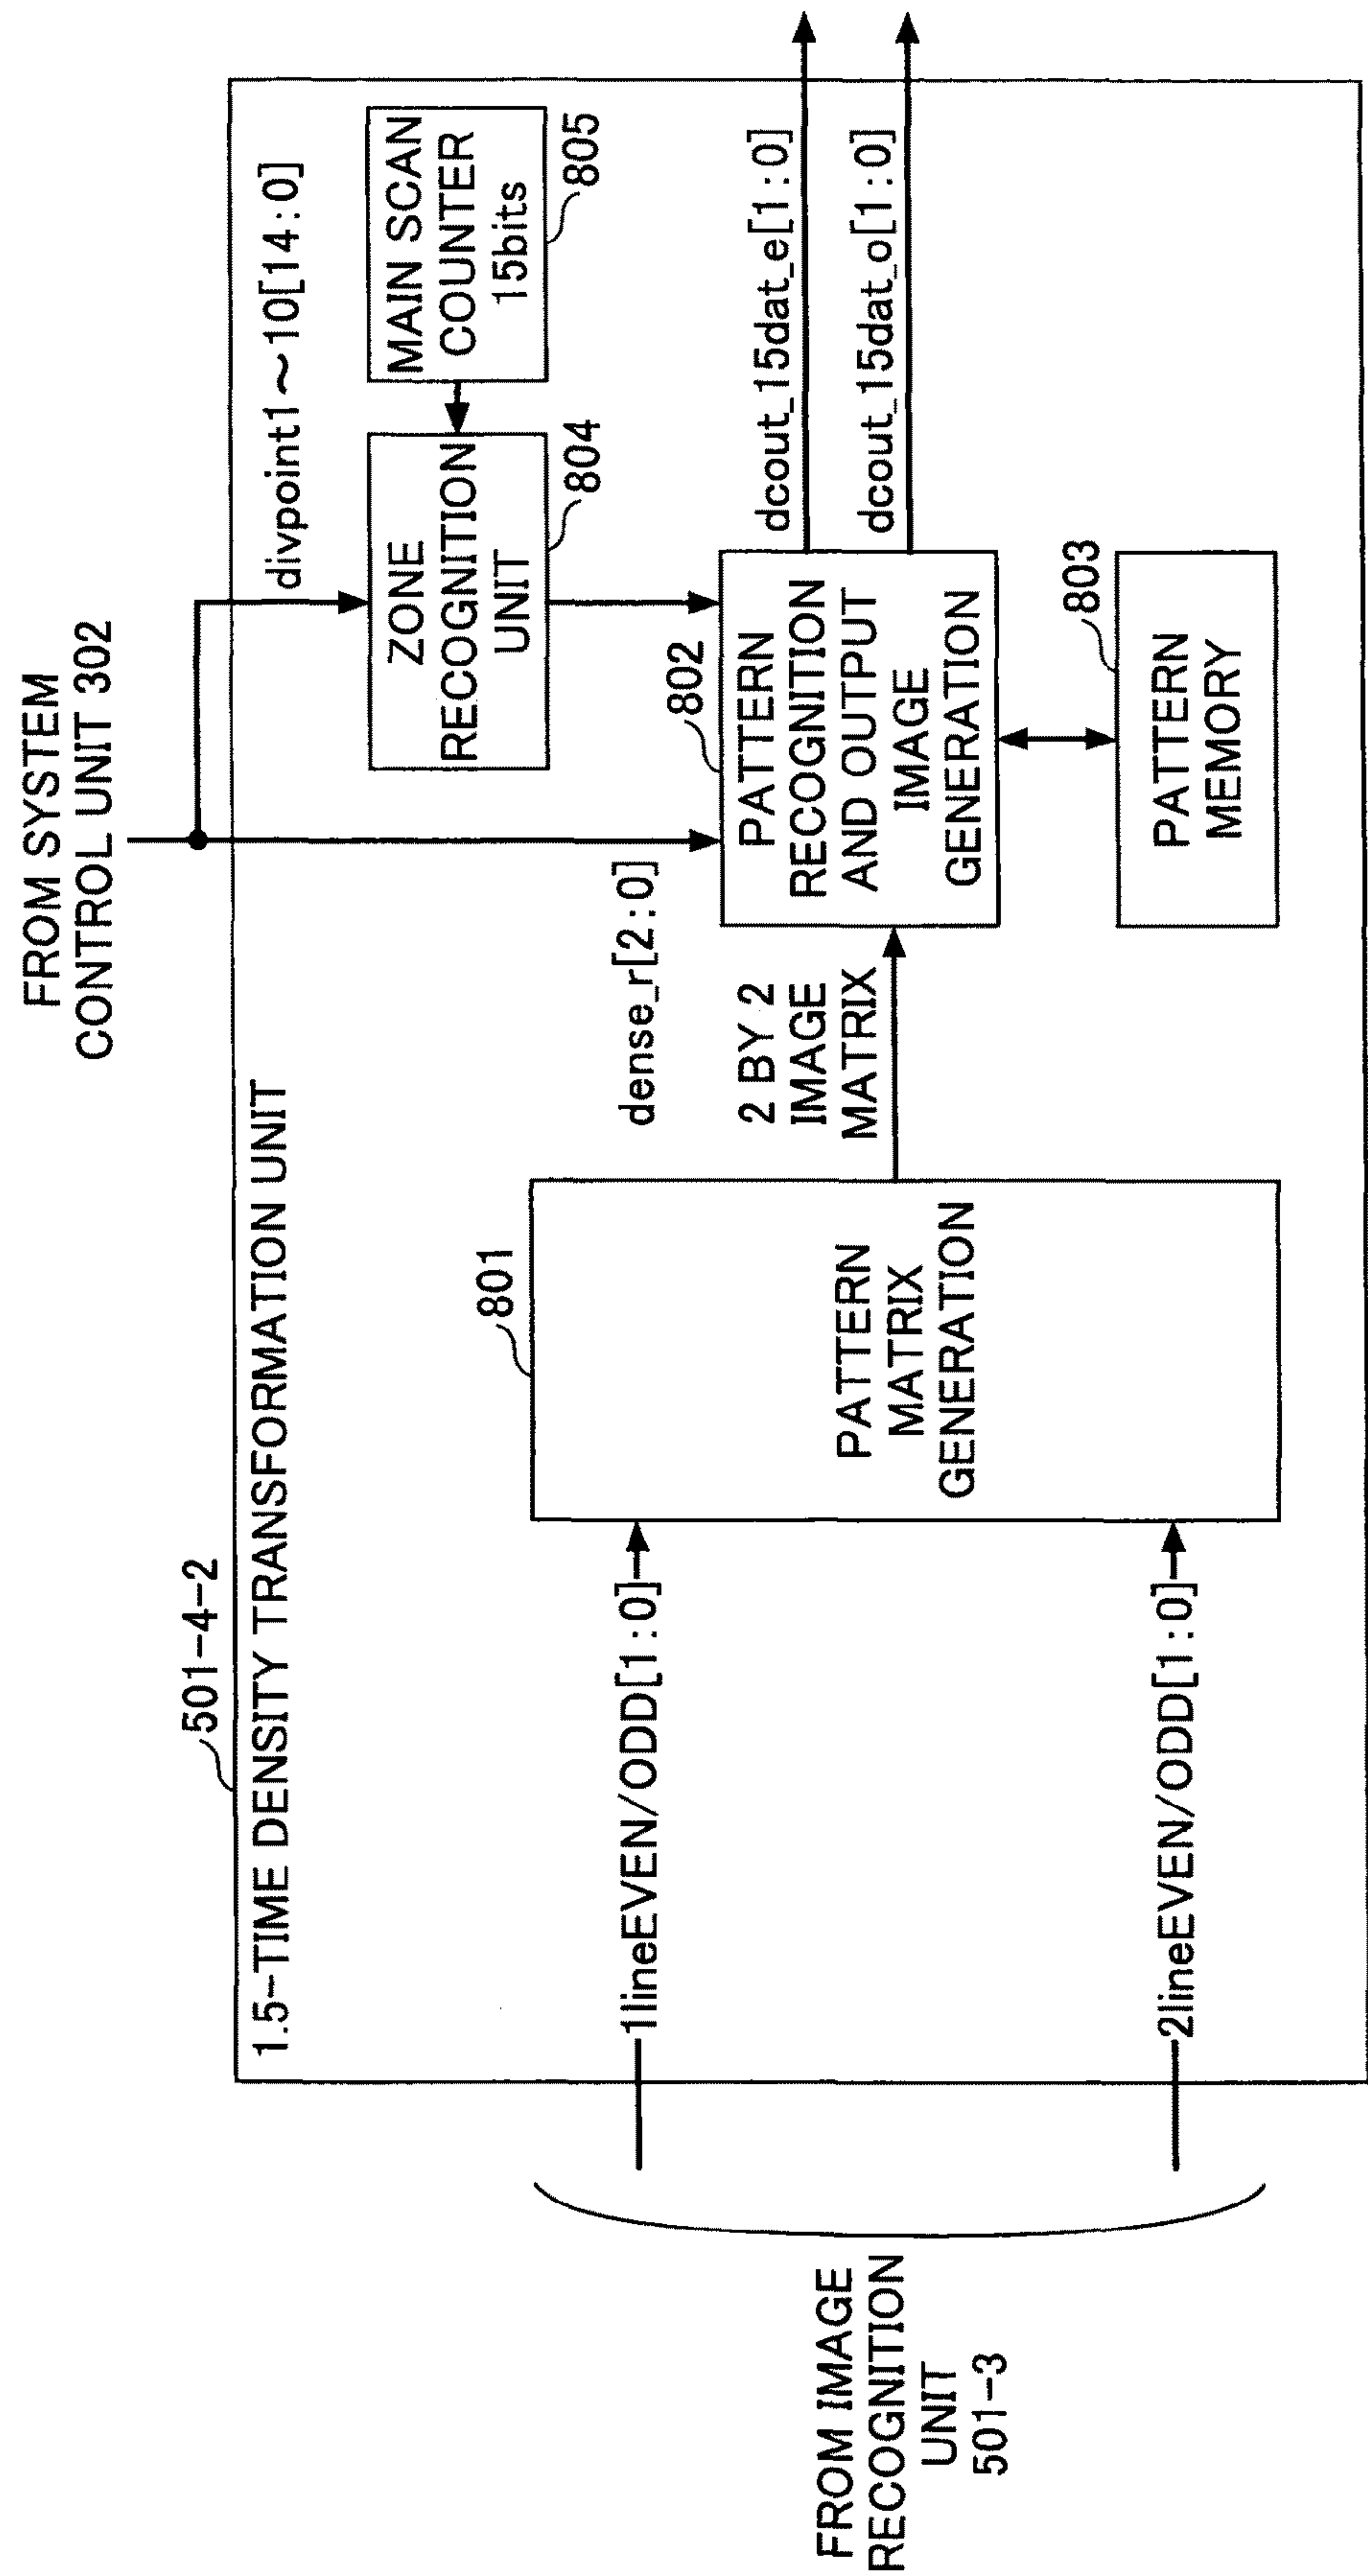 FROM SYSTEM
CONTROL UNIT 302
501-4-2
1.5-TIME DENSITY TRANSFORMATION UNIT
divpoint1~10[14:0]
ZONE
RECOGNITION
UNIT
804
MAIN SCAN
COUNTER
15bits
805
dense_r[2:0]
801
PATTERN
MATRIX
GENERATION
2 BY 2
IMAGE
MATRIX
802
PATTERN
RECOGNITION
AND OUTPUT
IMAGE
GENERATION
dcout_15dat_e[1:0]
dcout_15dat_o[1:0]
803
PATTERN
MEMORY
1lineEVEN/ODD[1:0]
2lineEVEN/ODD[1:0]
FROM IMAGE
RECOGNITION
UNIT
501-3